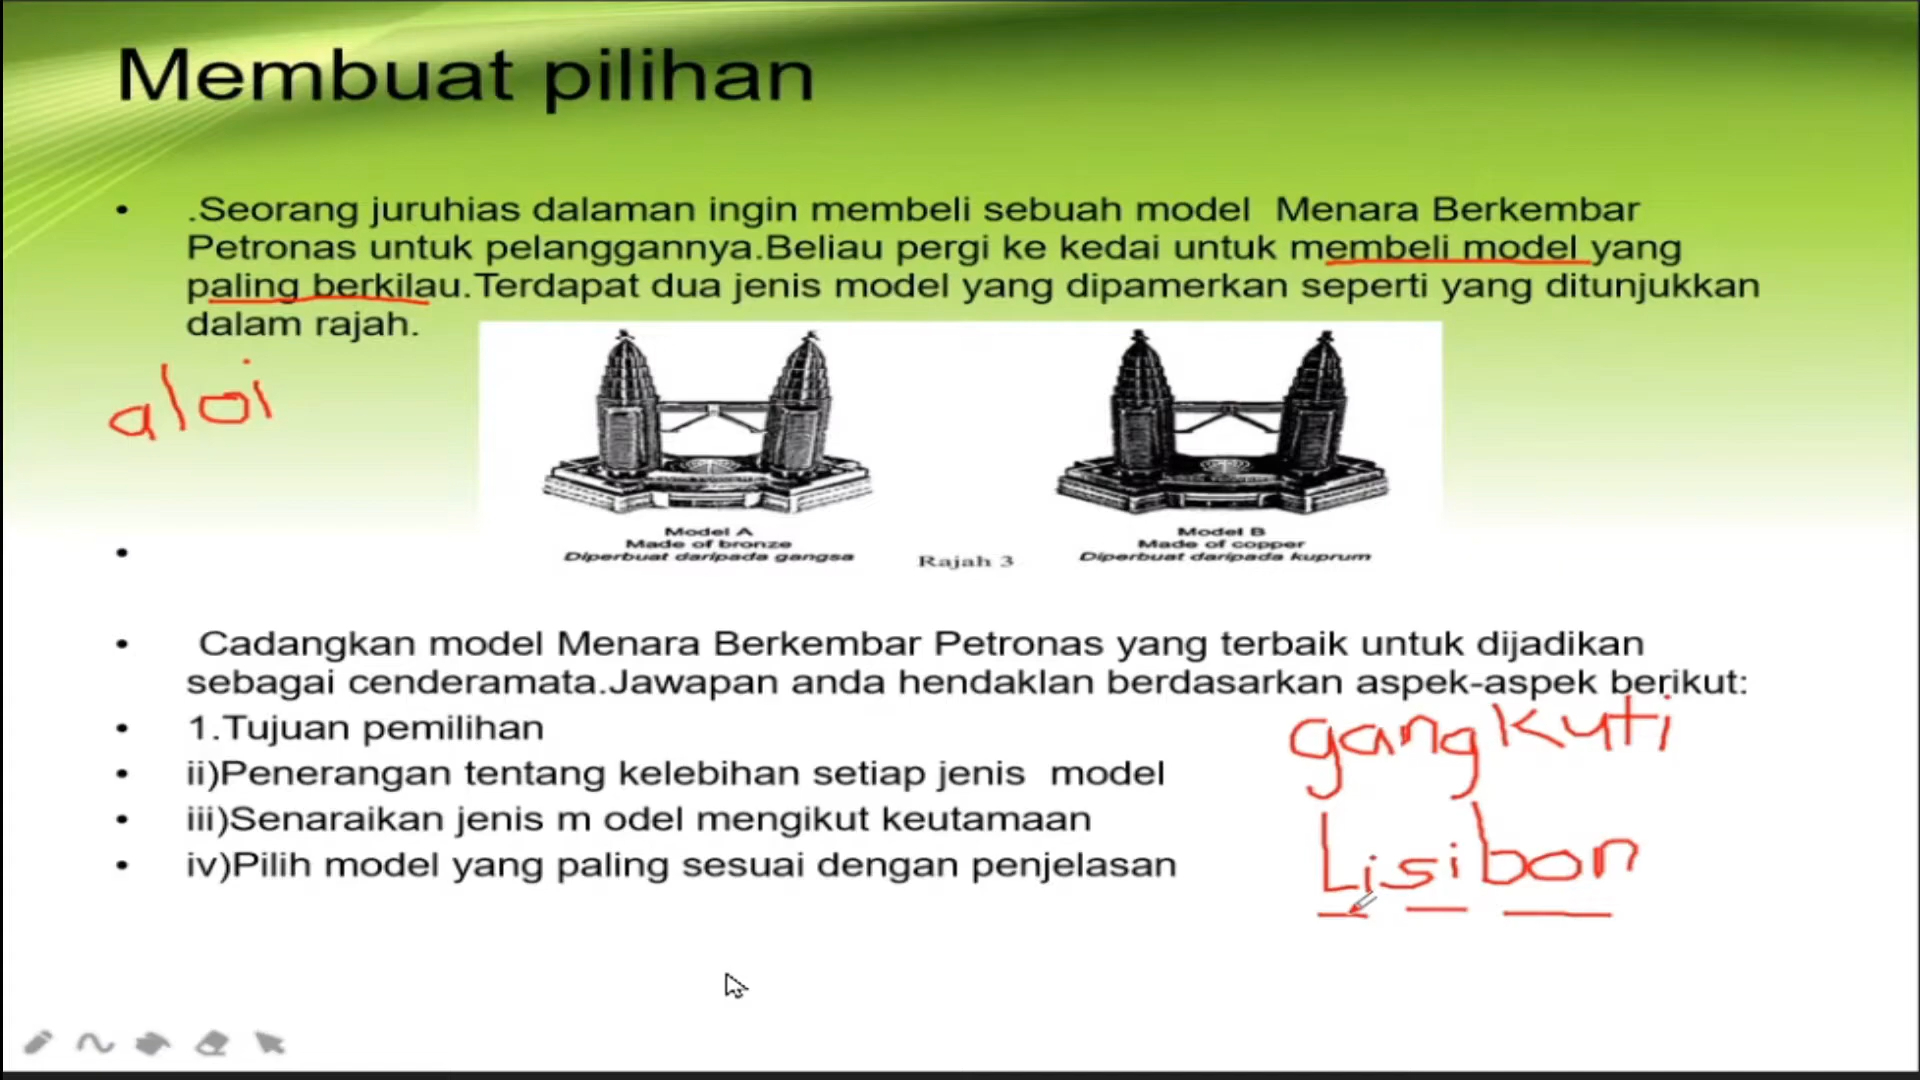 Membuat pilihan
• .Seorang juruhias dalaman ingin membeli sebuah model Menara Berkembar
Petronas untuk pelanggannya.Beliau pergi ke kedai untuk membeli model yang
paling berkilau.Terdapat dua jenis model yang dipamerkan seperti yang ditunjukkan
dalam rajah.
aloi
Model A
Made of bronze
Diperbuat daripada gangsa
Rajah 3
Model B
Made of copper
Diperbuat daripada kuprum
•
• Cadangkan model Menara Berkembar Petronas yang terbaik untuk dijadikan
sebagai cenderamata.Jawapan anda hendaklan berdasarkan aspek-aspek berikut:
• 1.Tujuan pemilihan
• ii)Penerangan tentang kelebihan setiap jenis model
• iii)Senaraikan jenis m odel mengikut keutamaan
• iv)Pilih model yang paling sesuai dengan penjelasan
gangkuti
Lisibon